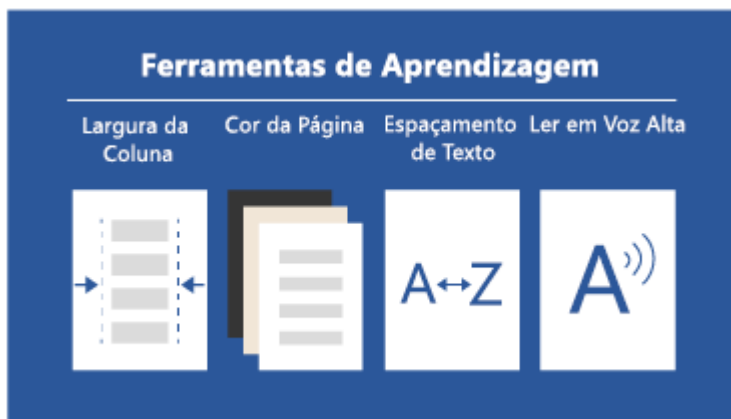 Ferramentas de Aprendizagem
Largura da
Coluna
Cor da Página
Espaçamento
de Texto
Ler em Voz Alta
A↔Z
A